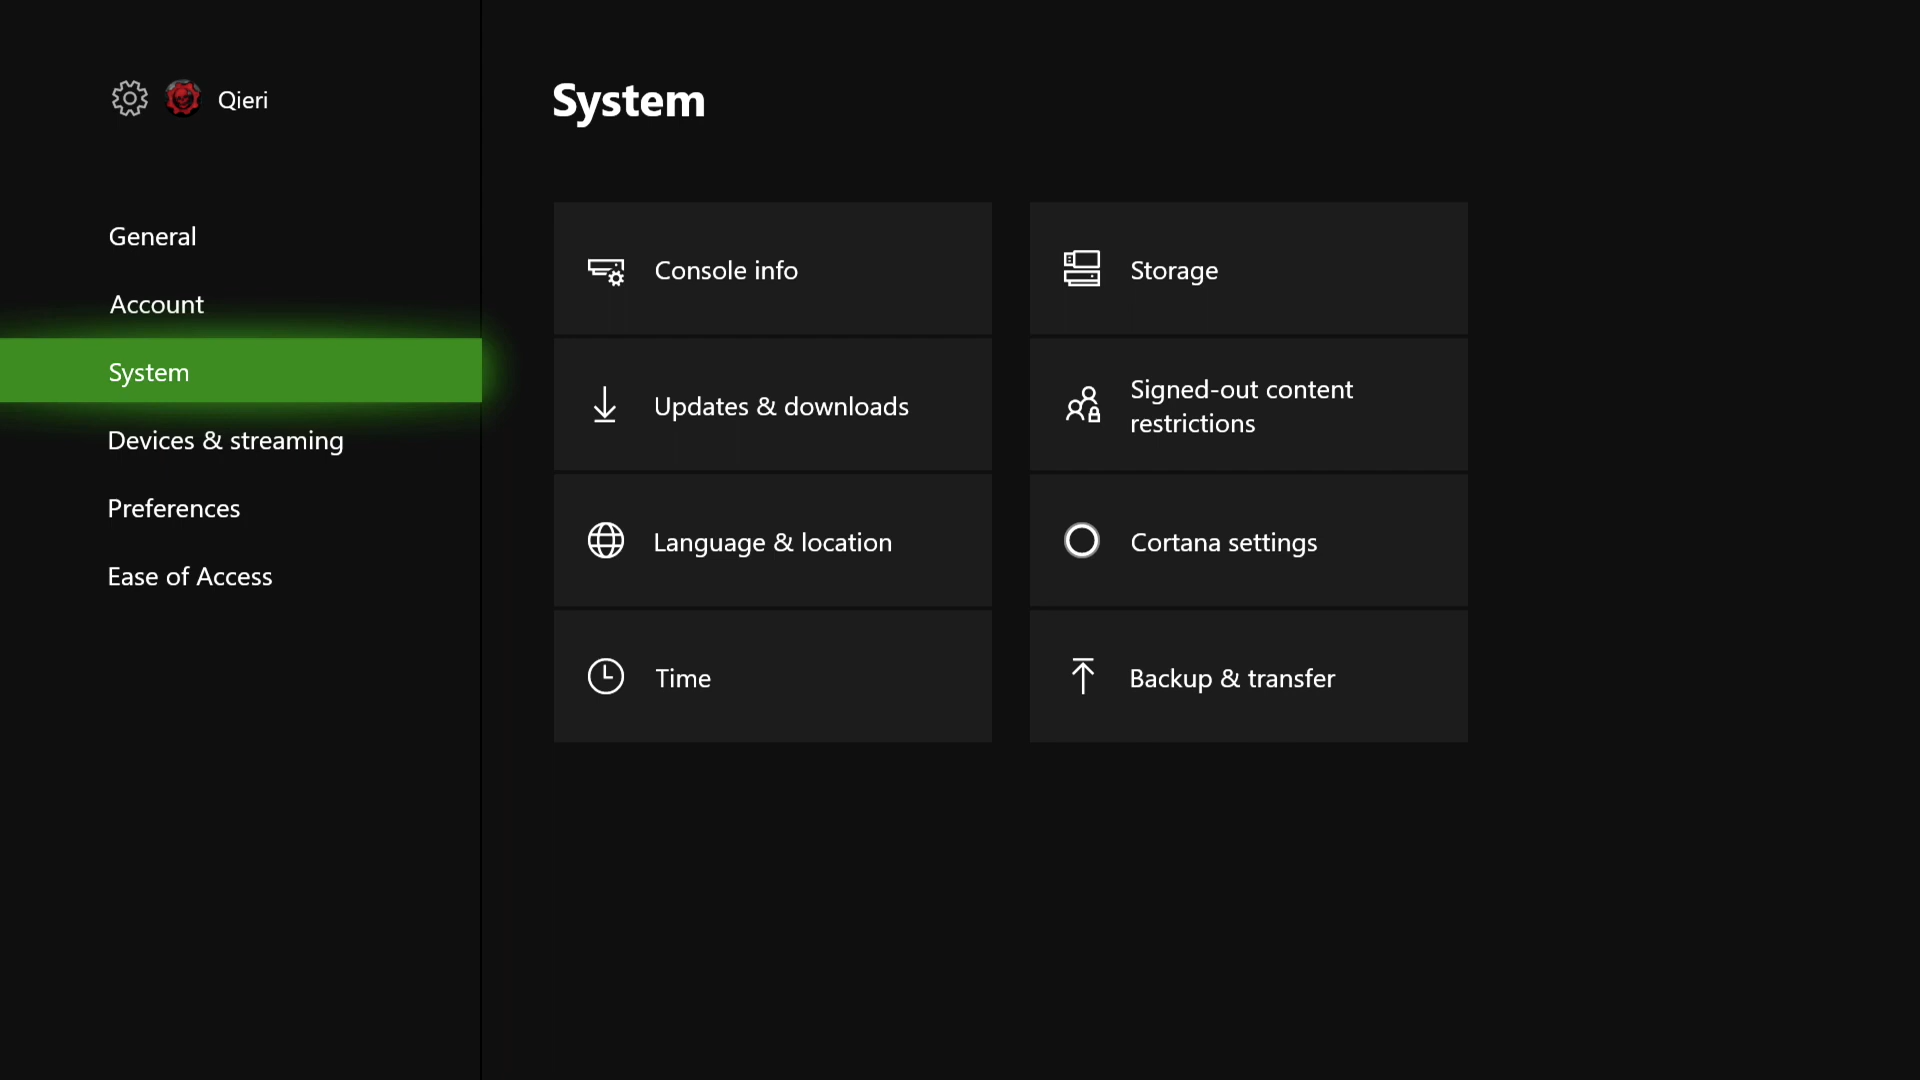 Qieri
General
Account
System
Devices & streaming
Preferences
Ease of Access
System
Console info
Updates & downloads
Language & location
Time
Storage
Signed-out content
restrictions
Cortana settings
Backup & transfer